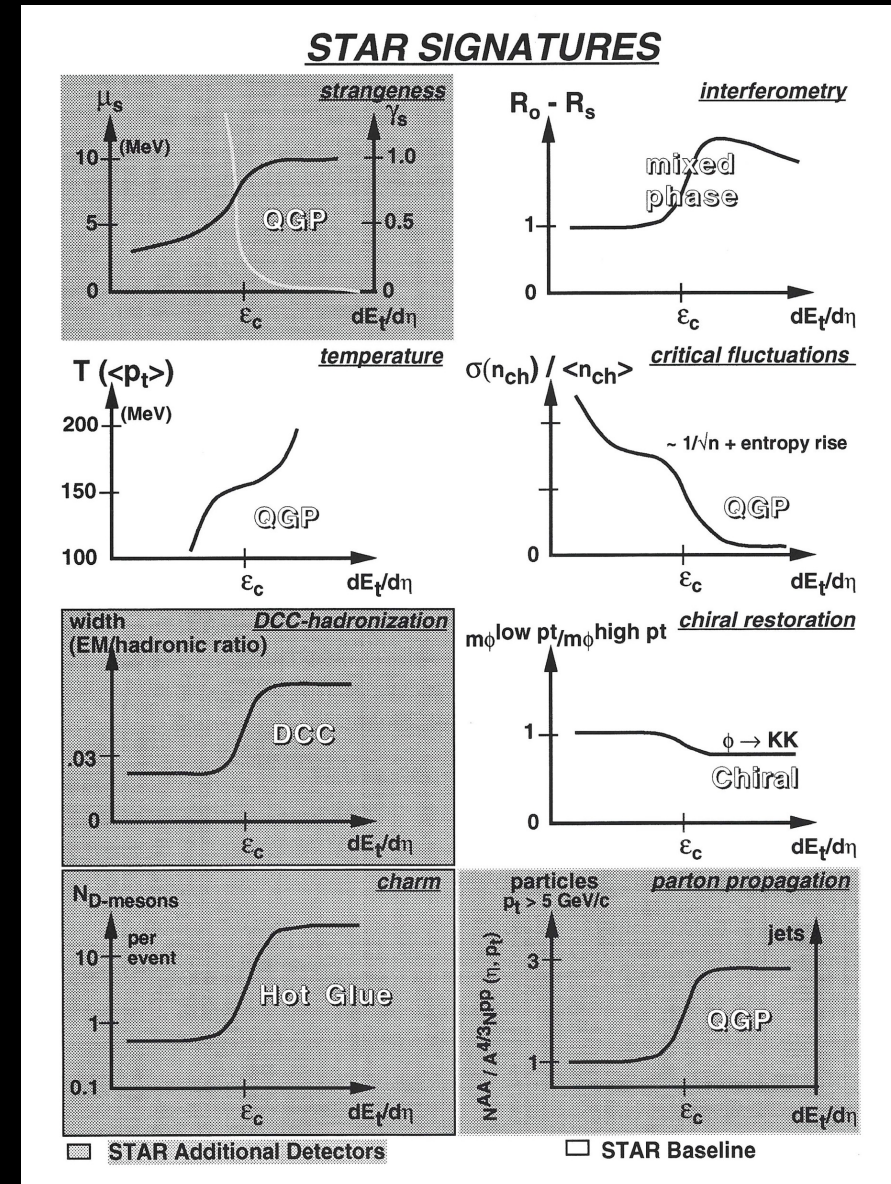 STAR SIGNATURES
strangeness
μs
γs
(MeV)
10
5
0
1.0
0.5
0
QGP
εc
dEt/dη
interferometry
Ro - Rs
1
0
mixed
phase
εc
dEt/dη
temperature
T (<pt>)
(MeV)
200
150
100
QGP
εc
dEt/dη
critical fluctuations
σ(nch) / <nch>
~ 1/√n + entropy rise
QGP
0
εc
dEt/dη
DCC-hadronization
width
(EM/hadronic ratio)
.03
0
DCC
εc
dEt/dη
chiral restoration
mφlow pt/mφhigh pt
1
0
φ → KK
Chiral
εc
dEt/dη
charm
ND-mesons
per
event
10
1
0.1
Hot Glue
εc
dEt/dη
parton propagation
particles
pt > 5 GeV/c
jets
NAA / A4/3NPP (η, pt)
3
1
QGP
εc
dEt/dη
STAR Additional Detectors
STAR Baseline